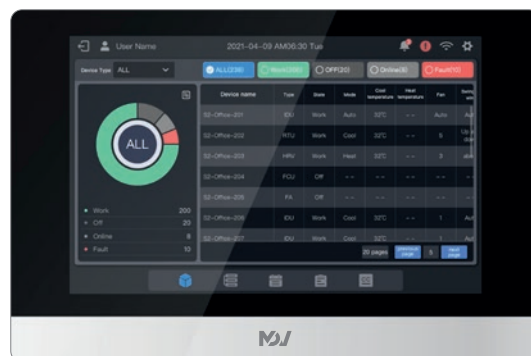 User Name 2021-04-09 AM06:30 Tue
Device Type ALL ALL(238) Work(200) OFF(20) Online(8) Fault(10)
Device name Type State Mode Cool temperature Heat temperature Fan Swing
S2-Office-201 IDU Work Auto 32°C -- Auto
S2-Office-202 RTU Work Cool 32°C -- 5
S2-Office-203 HRV Work Heat 32°C -- 3
S2-Office-204 FCU Off -- -- --
S2-Office-205 FA Off -- -- --
S2-Office-206 IDU Work Cool 32°C -- 1
S2-Office-207 IDU Work Cool 32°C -- 1
ALL
Work 200
Off 20
Online 8
Fault 10
20 pages previous page 5 next page
MDV